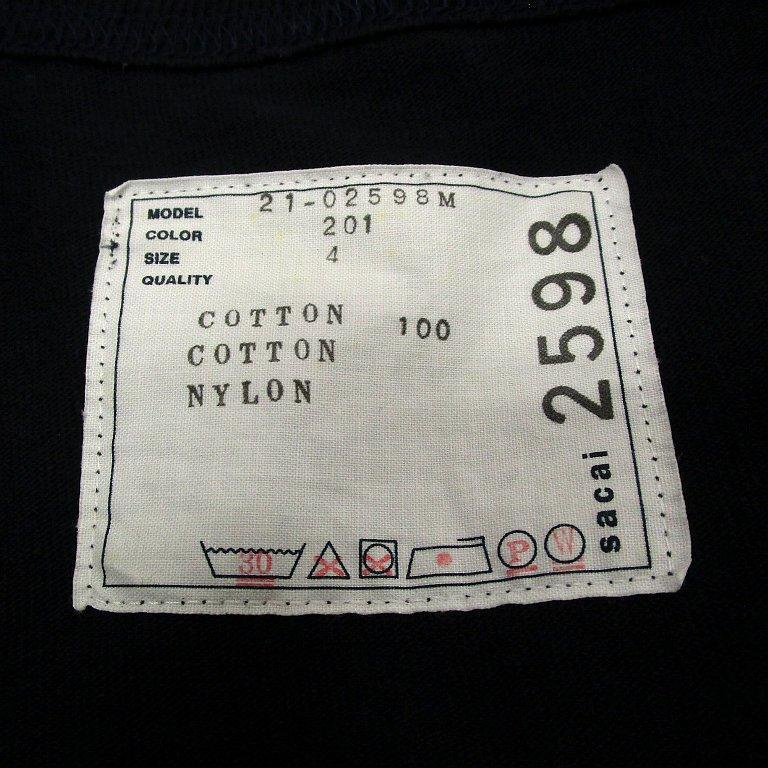 MODEL 21-02598M
COLOR 201
SIZE 4
QUALITY
COTTON 100
COTTON
NYLON
30 P W
sacai 2598